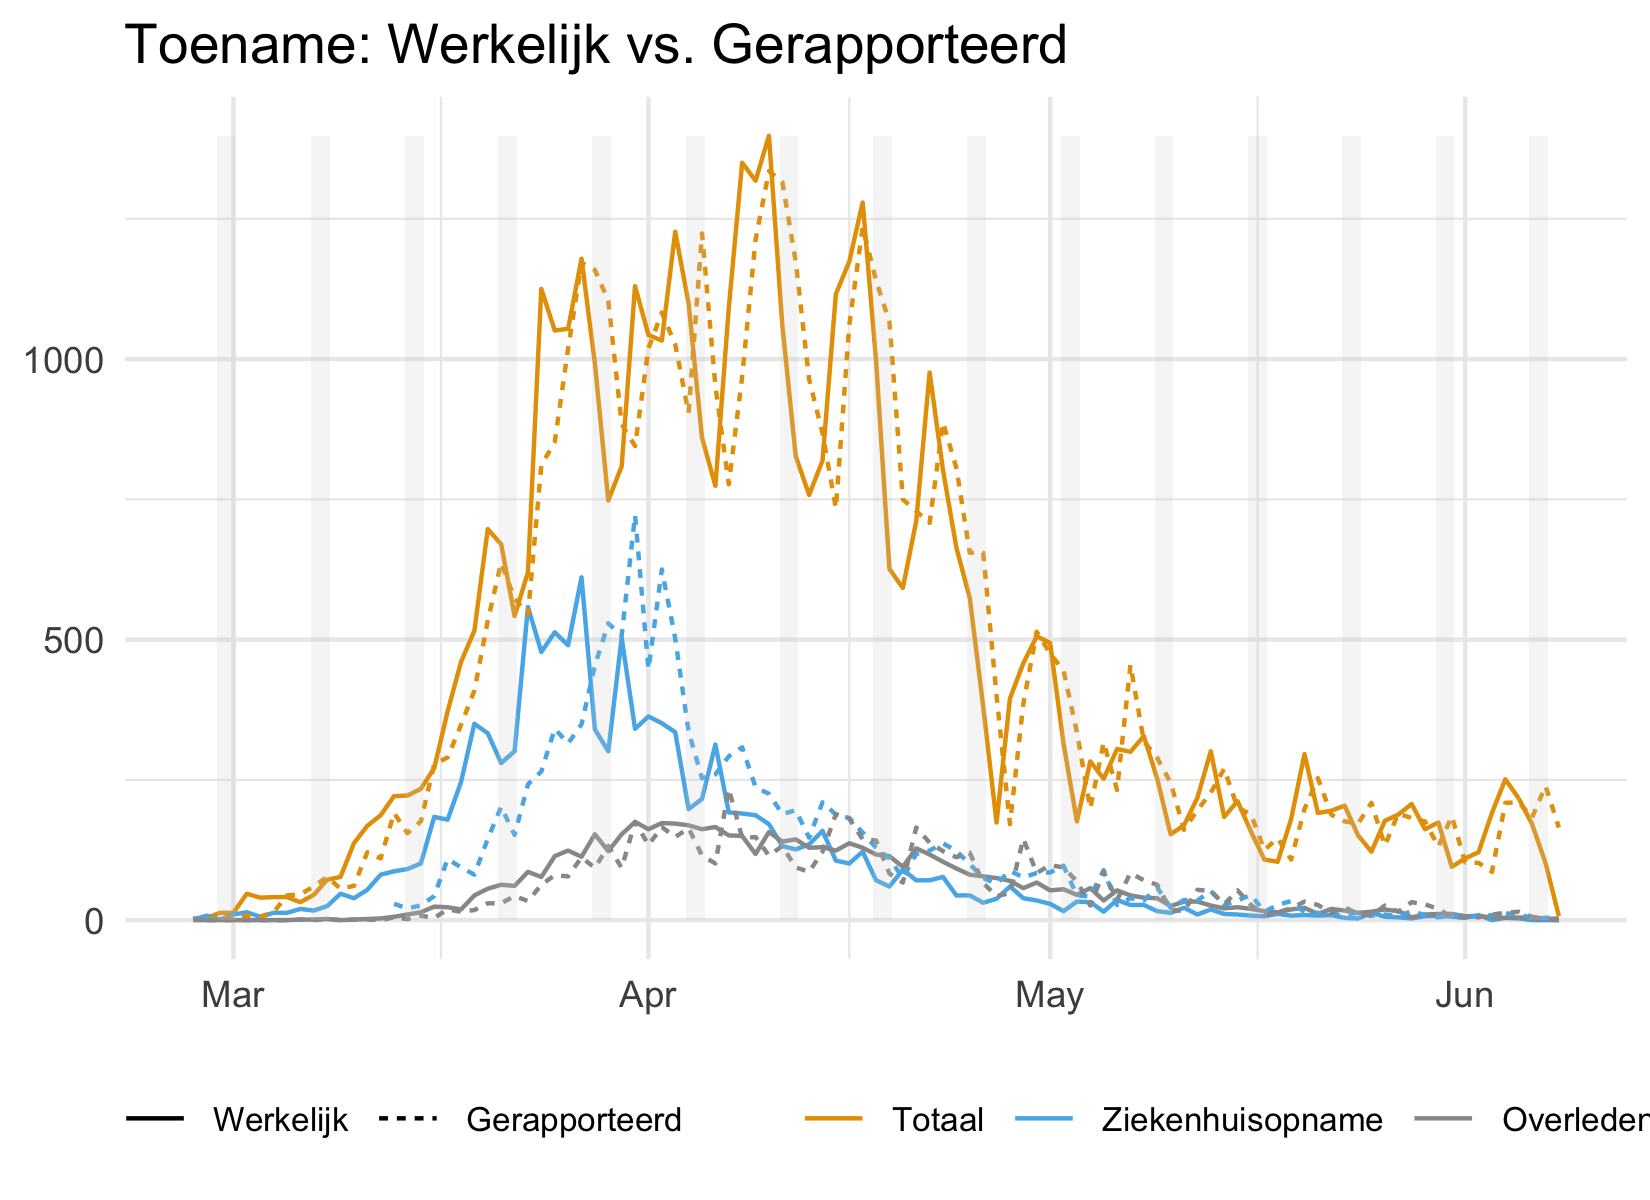 Toename: Werkelijk vs. Gerapporteerd
1000
500
0
Mar Apr May Jun
Werkelijk Gerapporteerd Totaal Ziekenhuisopname Overleden